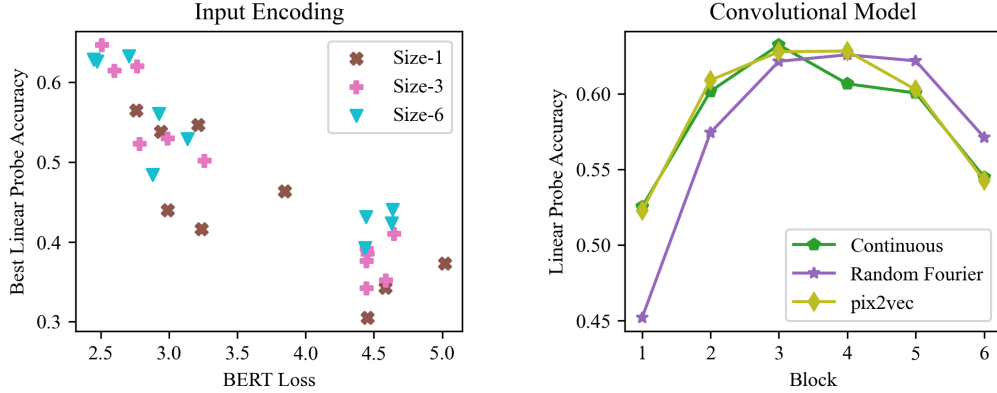 Input Encoding
Best Linear Probe Accuracy
0.6
0.5
0.4
0.3
Size-1
Size-3
Size-6
2.5 3.0 3.5 4.0 4.5 5.0
BERT Loss
Convolutional Model
Linear Probe Accuracy
0.60
0.55
0.50
0.45
Continuous
Random Fourier
pix2vec
1 2 3 4 5 6
Block